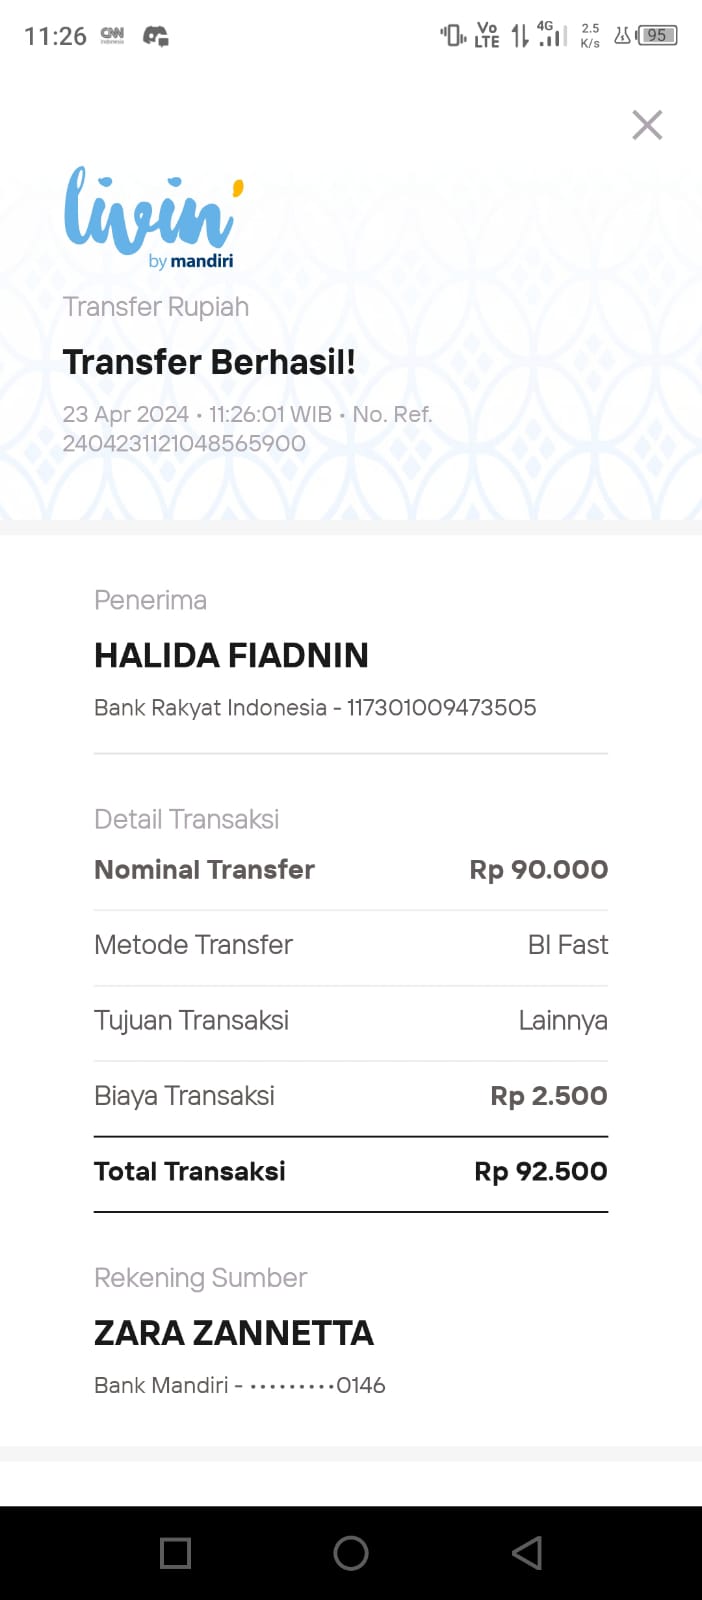 11:26 CNN Indonesia Vo LTE 4G 2.5 K/s 95
livin'
by mandiri
Transfer Rupiah
Transfer Berhasil!
23 Apr 2024 • 11:26:01 WIB • No. Ref.
2404231121048565900
Penerima
HALIDA FIADNIN
Bank Rakyat Indonesia - 117301009473505
Detail Transaksi
Nominal Transfer Rp 90.000
Metode Transfer BI Fast
Tujuan Transaksi Lainnya
Biaya Transaksi Rp 2.500
Total Transaksi Rp 92.500
Rekening Sumber
ZARA ZANNETTA
Bank Mandiri - •••••••••0146